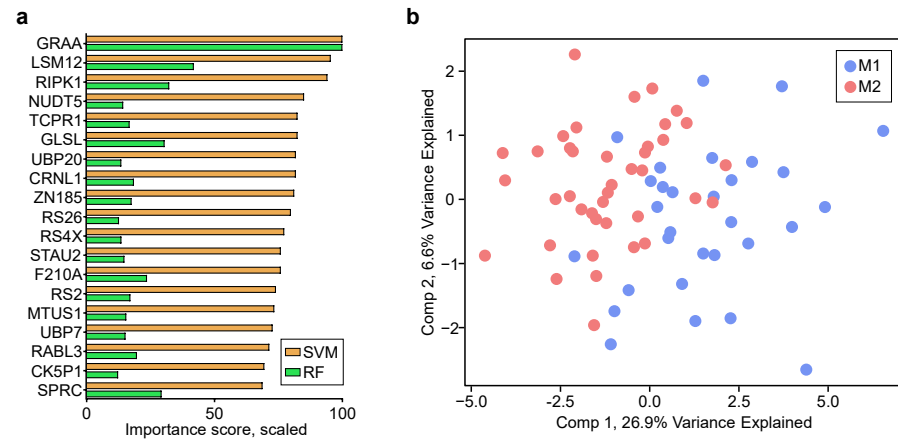 a
GRAA
LSM12
RIPK1
NUDT5
TCPR1
GLSL
UBP20
CRNL1
ZN185
RS26
RS4X
STAU2
F210A
RS2
MTUS1
UBP7
RABL3
CK5P1
SPRC
SVM
RF
0
50
100
Importance score, scaled
b
Comp 2, 6.6% Variance Explained
2
1
0
−1
−2
M1
M2
−5.0
-2.5
0.0
2.5
5.0
Comp 1, 26.9% Variance Explained